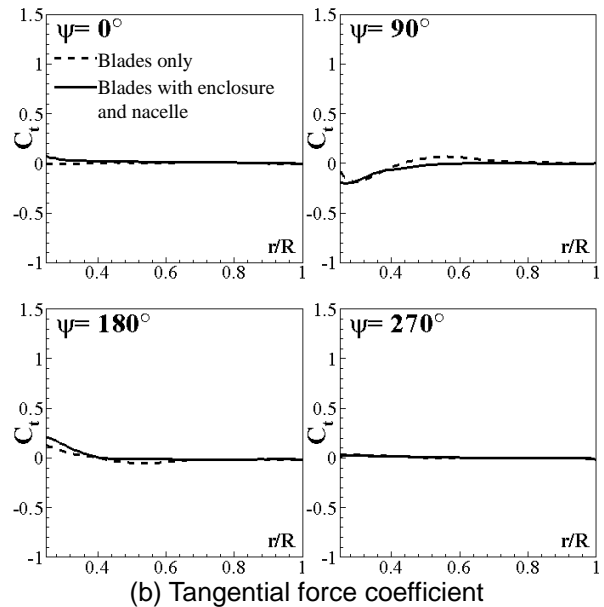 ψ= 0°
Blades only
Blades with enclosure
and nacelle
1.5
1
0.5
0
-0.5
-1
C_t
0.4
0.6
0.8
1
r/R
ψ= 90°
1.5
1
0.5
0
-0.5
-1
C_t
0.4
0.6
0.8
1
r/R
ψ= 180°
1.5
1
0.5
0
-0.5
-1
C_t
0.4
0.6
0.8
1
r/R
ψ= 270°
1.5
1
0.5
0
-0.5
-1
C_t
0.4
0.6
0.8
1
r/R
(b) Tangential force coefficient